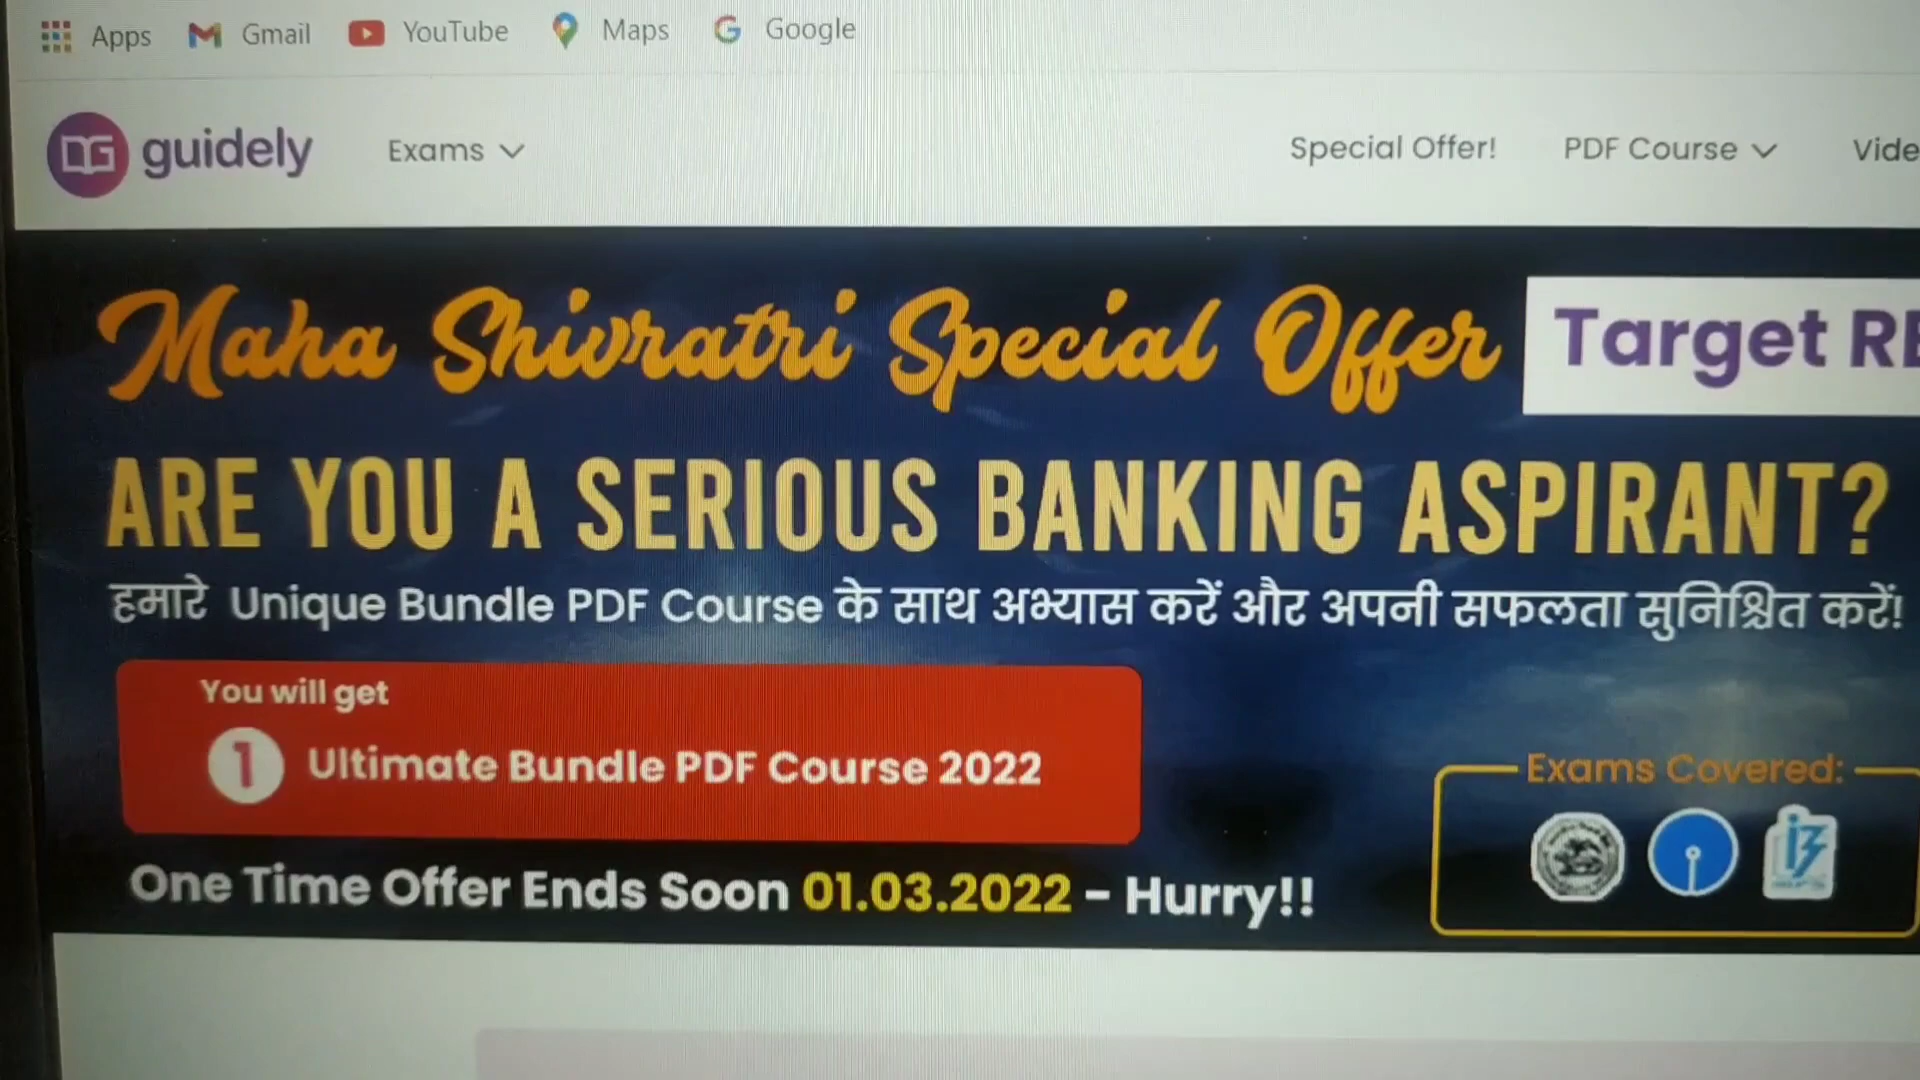 Apps Gmail YouTube Maps Google
guidely Exams Special Offer! PDF Course
Maha Shivratri Special Offer Target
ARE YOU A SERIOUS BANKING ASPIRANT?
हमारे Unique Bundle PDF Course के साथ अभ्यास करें और अपनी सफलता सुनिश्चित करें!
You will get
1 Ultimate Bundle PDF Course 2022
Exams Covered:
One Time Offer Ends Soon 01.03.2022 - Hurry!!